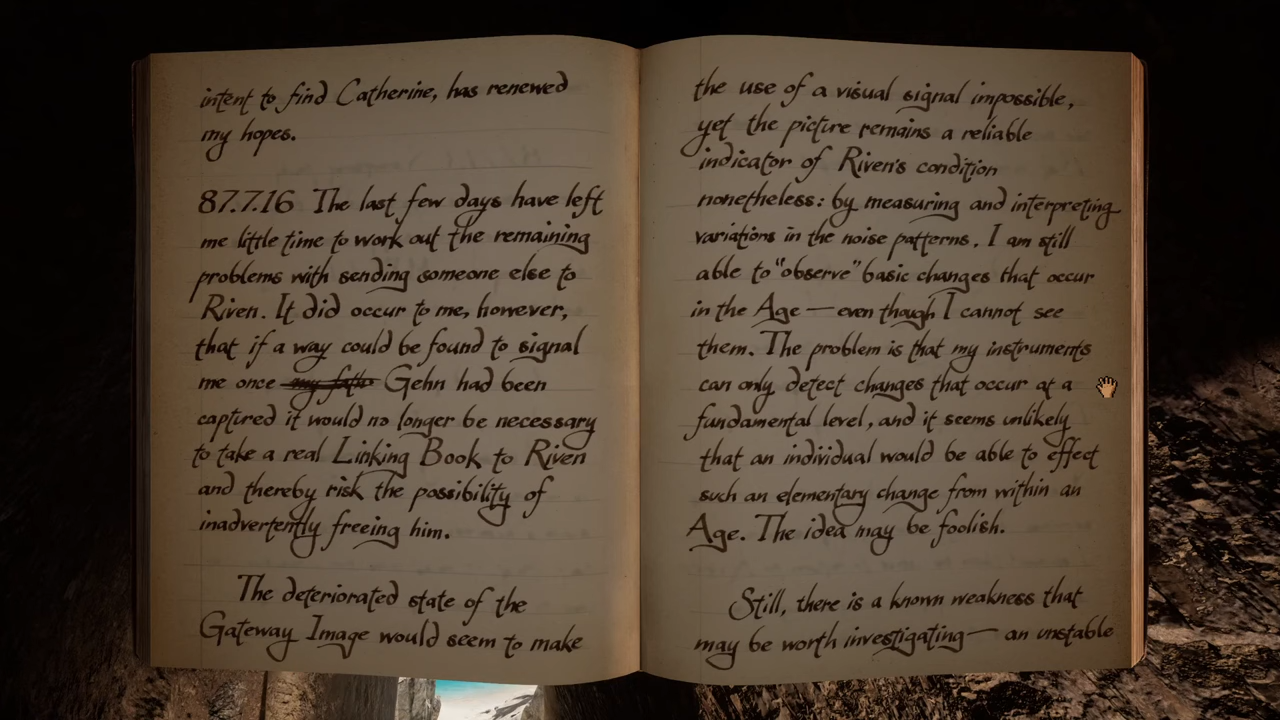 intent to find Catherine, has renewed
my hopes.
87.7.16 The last few days have left
me little time to work out the remaining
problems with sending someone else to
Riven. It did occur to me, however,
that if a way could be found to signal
me once my fath Gehn had been
captured it would no longer be necessary
to take a real Linking Book to Riven
and thereby risk the possibility of
inadvertently freeing him.
The deteriorated state of the
Gateway Image would seem to make
the use of a visual signal impossible,
yet the picture remains a reliable
indicator of Riven's condition
nonetheless: by measuring and interpreting
variations in the noise patterns, I am still
able to "observe" basic changes that occur
in the Age — even though I cannot see
them. The problem is that my instruments
can only detect changes that occur at a
fundamental level, and it seems unlikely
that an individual would be able to effect
such an elementary change from within an
Age. The idea may be foolish.
Still, there is a known weakness that
may be worth investigating — an unstable